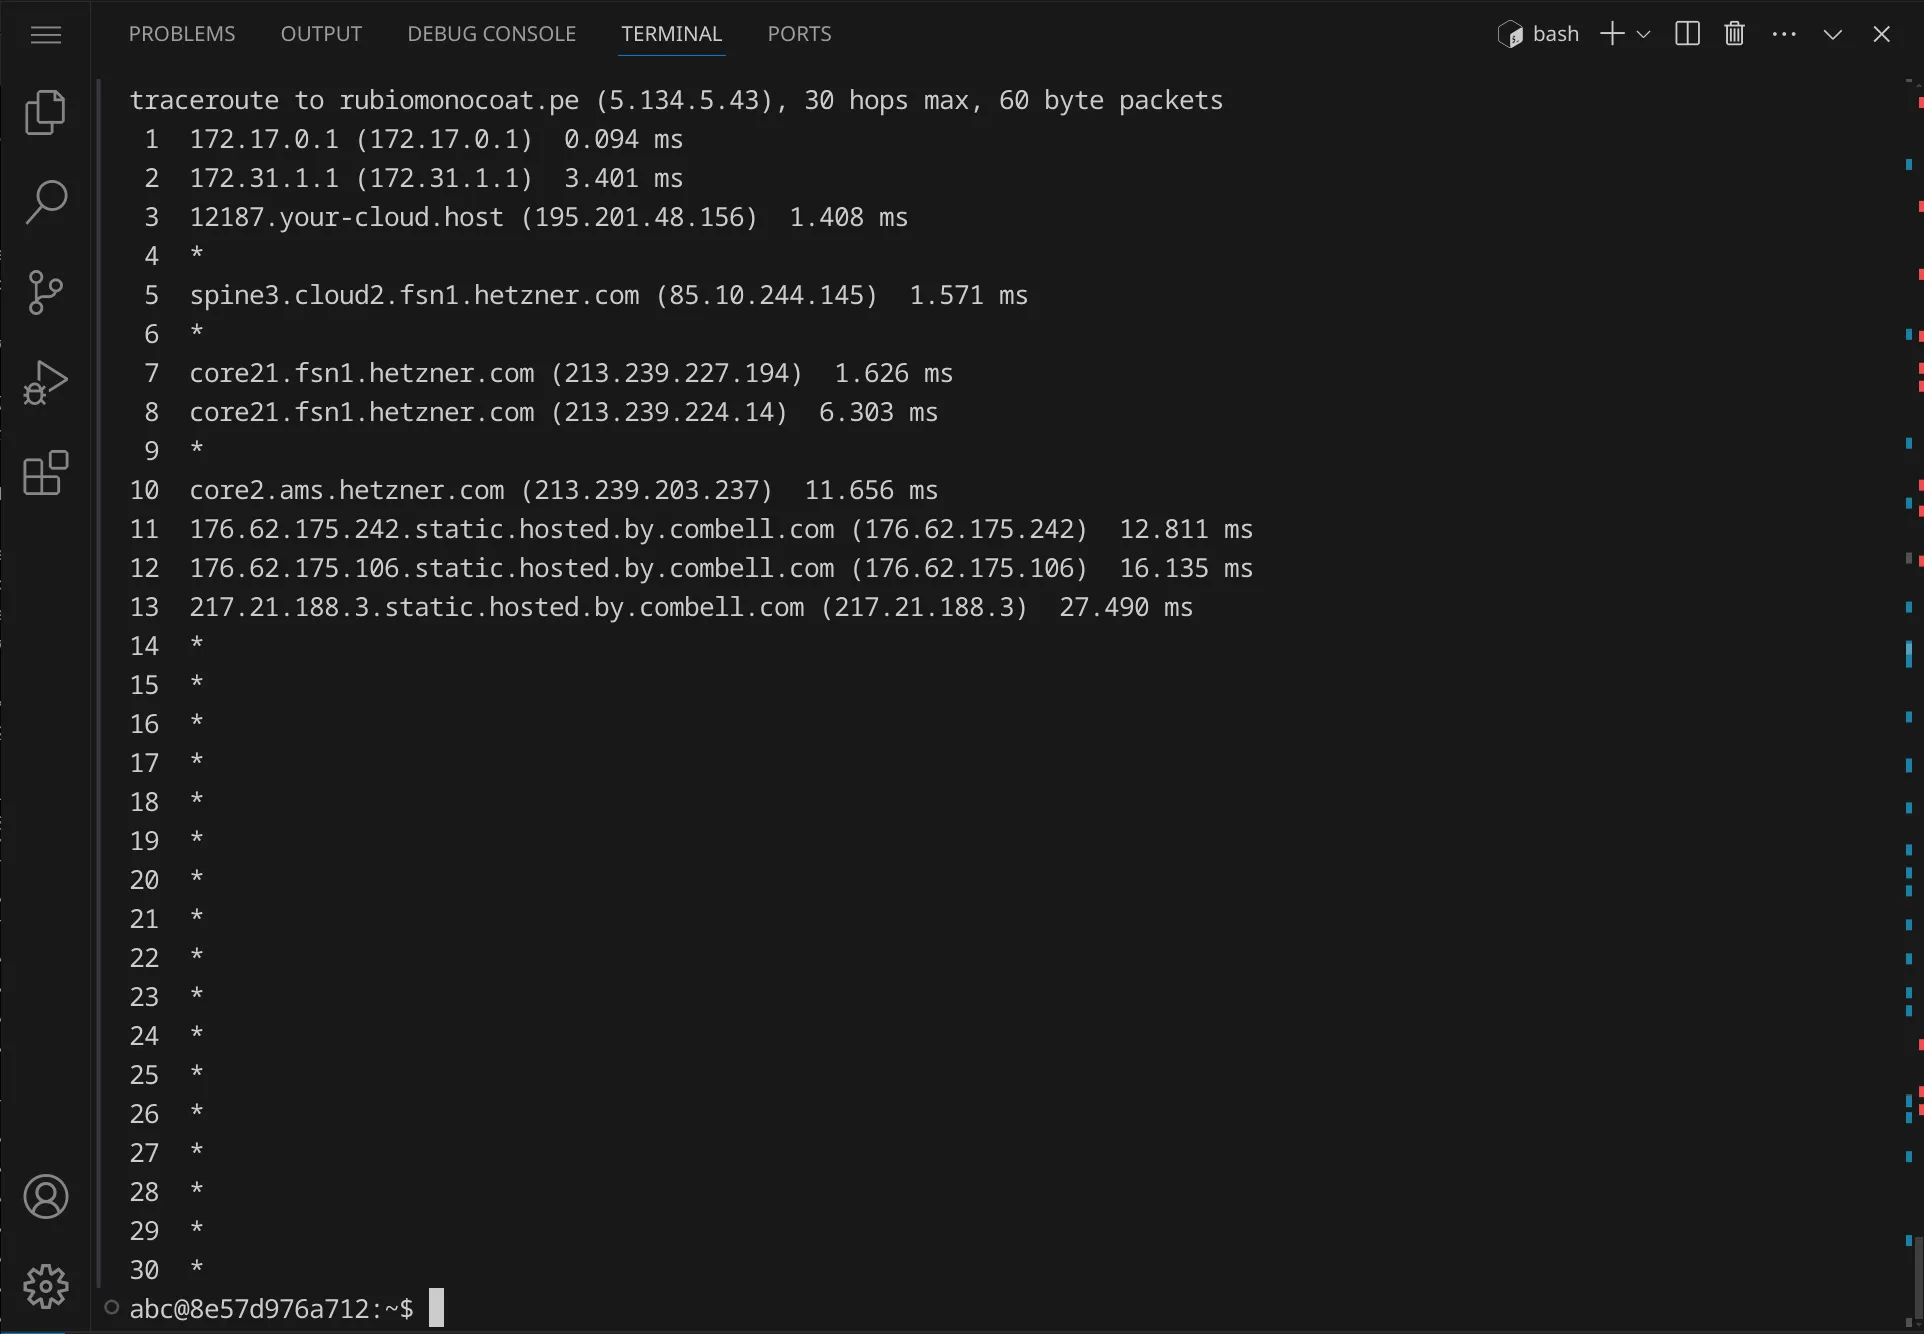 PROBLEMS OUTPUT DEBUG CONSOLE TERMINAL PORTS bash
traceroute to rubiomonocoat.pe (5.134.5.43), 30 hops max, 60 byte packets
1 172.17.0.1 (172.17.0.1) 0.094 ms
2 172.31.1.1 (172.31.1.1) 3.401 ms
3 12187.your-cloud.host (195.201.48.156) 1.408 ms
4 *
5 spine3.cloud2.fsn1.hetzner.com (85.10.244.145) 1.571 ms
6 *
7 core21.fsn1.hetzner.com (213.239.227.194) 1.626 ms
8 core21.fsn1.hetzner.com (213.239.224.14) 6.303 ms
9 *
10 core2.ams.hetzner.com (213.239.203.237) 11.656 ms
11 176.62.175.242.static.hosted.by.combell.com (176.62.175.242) 12.811 ms
12 176.62.175.106.static.hosted.by.combell.com (176.62.175.106) 16.135 ms
13 217.21.188.3.static.hosted.by.combell.com (217.21.188.3) 27.490 ms
14 *
15 *
16 *
17 *
18 *
19 *
20 *
21 *
22 *
23 *
24 *
25 *
26 *
27 *
28 *
29 *
30 *
abc@8e57d976a712:~$